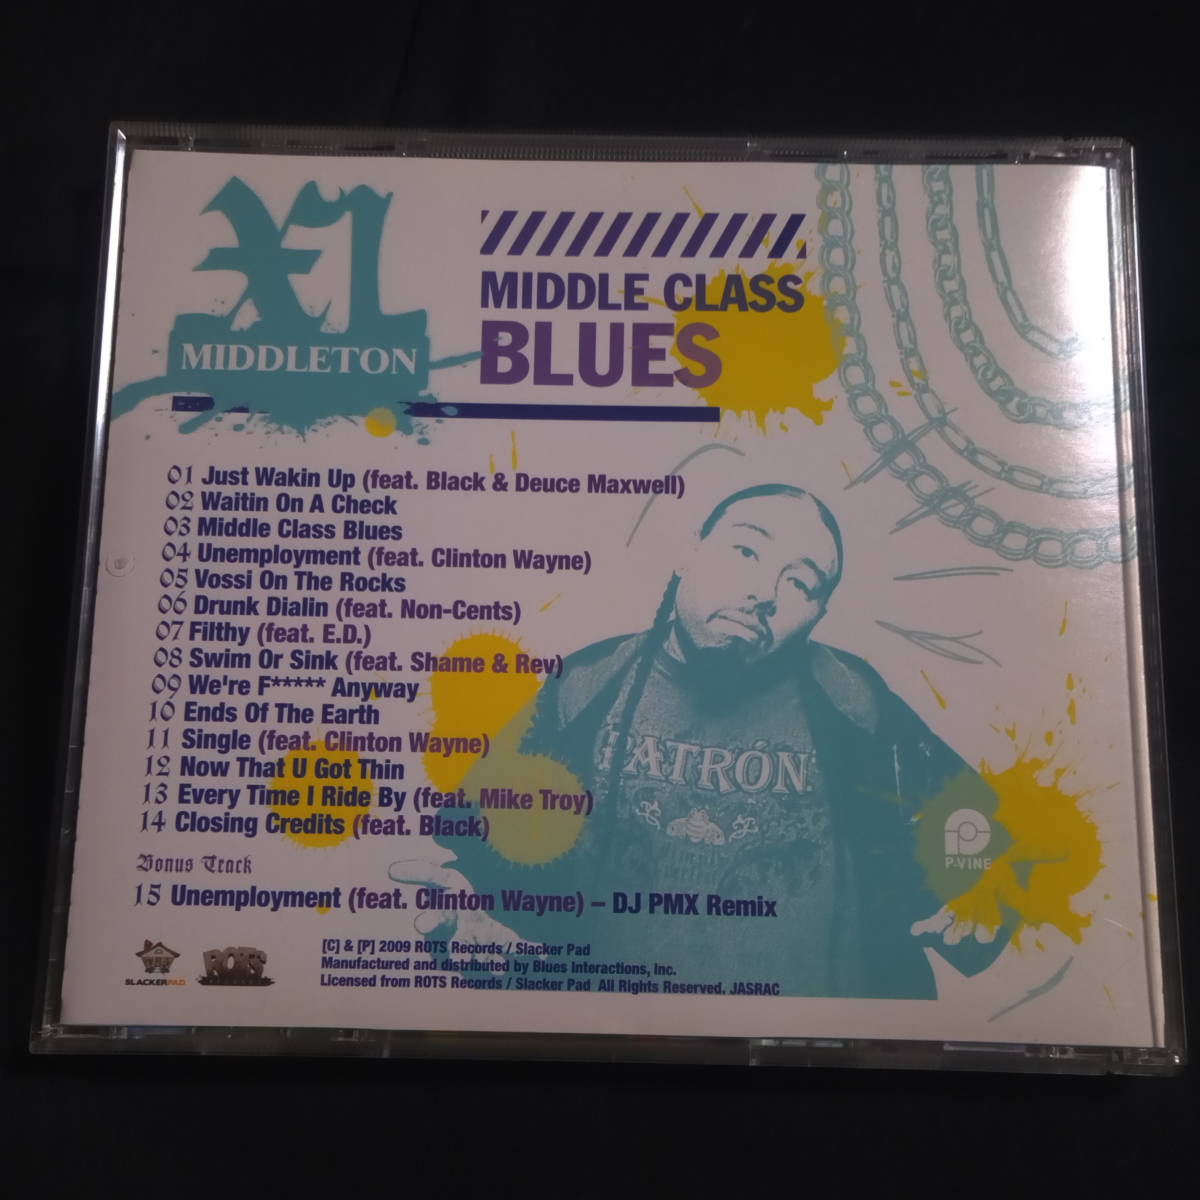 X1
MIDDLETON
MIDDLE CLASS
BLUES
01 Just Wakin Up (feat. Black & Deuce Maxwell)
02 Waitin On A Check
03 Middle Class Blues
04 Unemployment (feat. Clinton Wayne)
05 Vossi On The Rocks
06 Drunk Dialin (feat. Non-Cents)
07 Filthy (feat. E.D.)
08 Swim Or Sink (feat. Shame & Rev)
09 We're F***** Anyway
10 Ends Of The Earth
11 Single (feat. Clinton Wayne)
12 Now That U Got Thin
13 Every Time I Ride By (feat. Mike Troy)
14 Closing Credits (feat. Black)
Bonus Track
15 Unemployment (feat. Clinton Wayne) – DJ PMX Remix
PATRÓN
P-VINE
SLACKERPAD
ROTS
[C] & [P] 2009 ROTS Records / Slacker Pad
Manufactured and distributed by Blues Interactions, Inc.
Licensed from ROTS Records / Slacker Pad All Rights Reserved. JASRAC